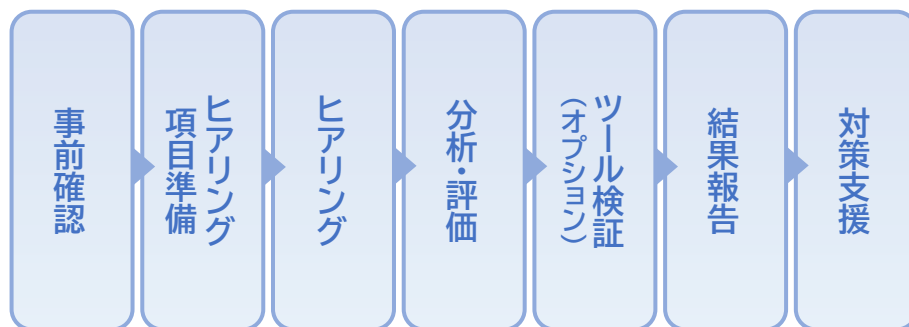 事前確認
ヒアリング
項目準備
ヒアリング
分析・評価
ツール検証
（オプション）
結果報告
対策支援